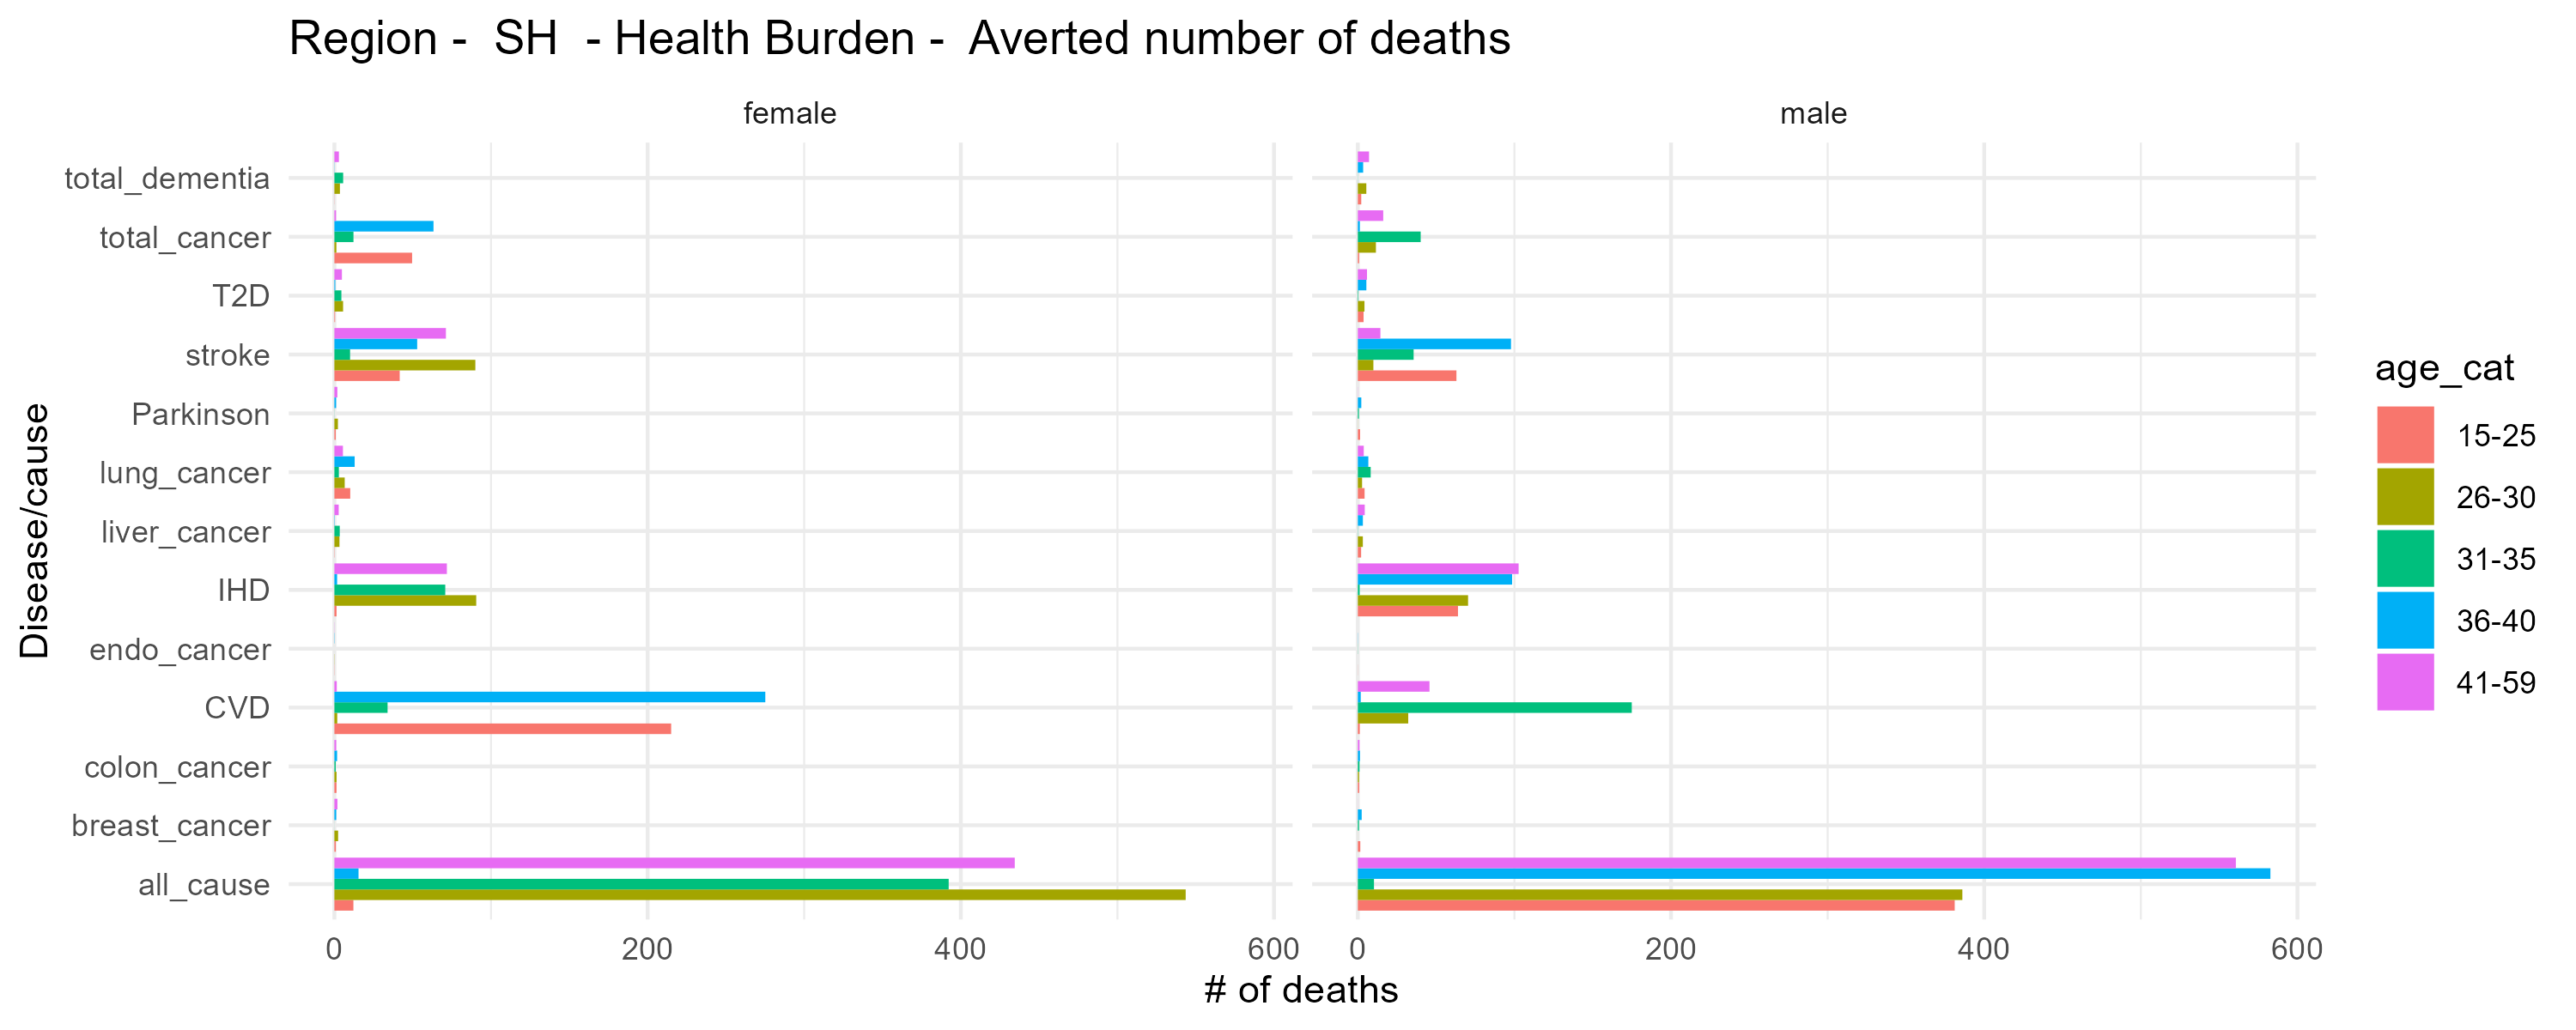 Region -  SH  - Health Burden -  Averted number of deaths
female
male
total_dementia
total_cancer
T2D
stroke
Parkinson
lung_cancer
liver_cancer
IHD
endo_cancer
CVD
colon_cancer
breast_cancer
all_cause
Disease/cause
0 200 400 600
0 200 400 600
# of deaths
age_cat
15-25
26-30
31-35
36-40
41-59